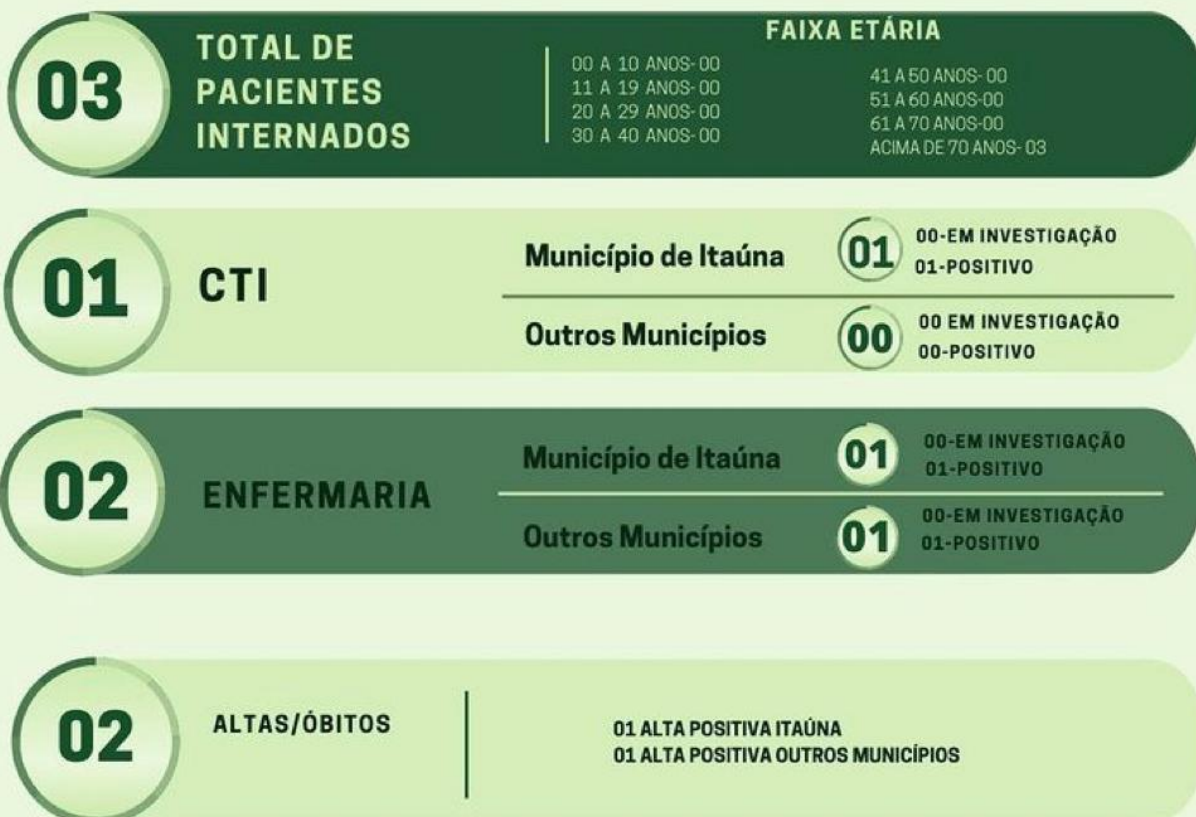 03
TOTAL DE
PACIENTES
INTERNADOS
FAIXA ETÁRIA
00 A 10 ANOS-00
11 A 19 ANOS-00
20 A 29 ANOS-00
30 A 40 ANOS-00
41 A 50 ANOS- 00
51 A 60 ANOS-00
61 A 70 ANOS-00
ACIMA DE 70 ANOS- 03
01
CTI
Município de Itaúna
01
00-EM INVESTIGAÇÃO
01-POSITIVO
Outros Municípios
00
00 EM INVESTIGAÇÃO
00-POSITIVO
02
ENFERMARIA
Município de Itaúna
01
00-EM INVESTIGAÇÃO
01-POSITIVO
Outros Municípios
01
00-EM INVESTIGAÇÃO
01-POSITIVO
02
ALTAS/ÓBITOS
01 ALTA POSITIVA ITAÚNA
01 ALTA POSITIVA OUTROS MUNICÍPIOS